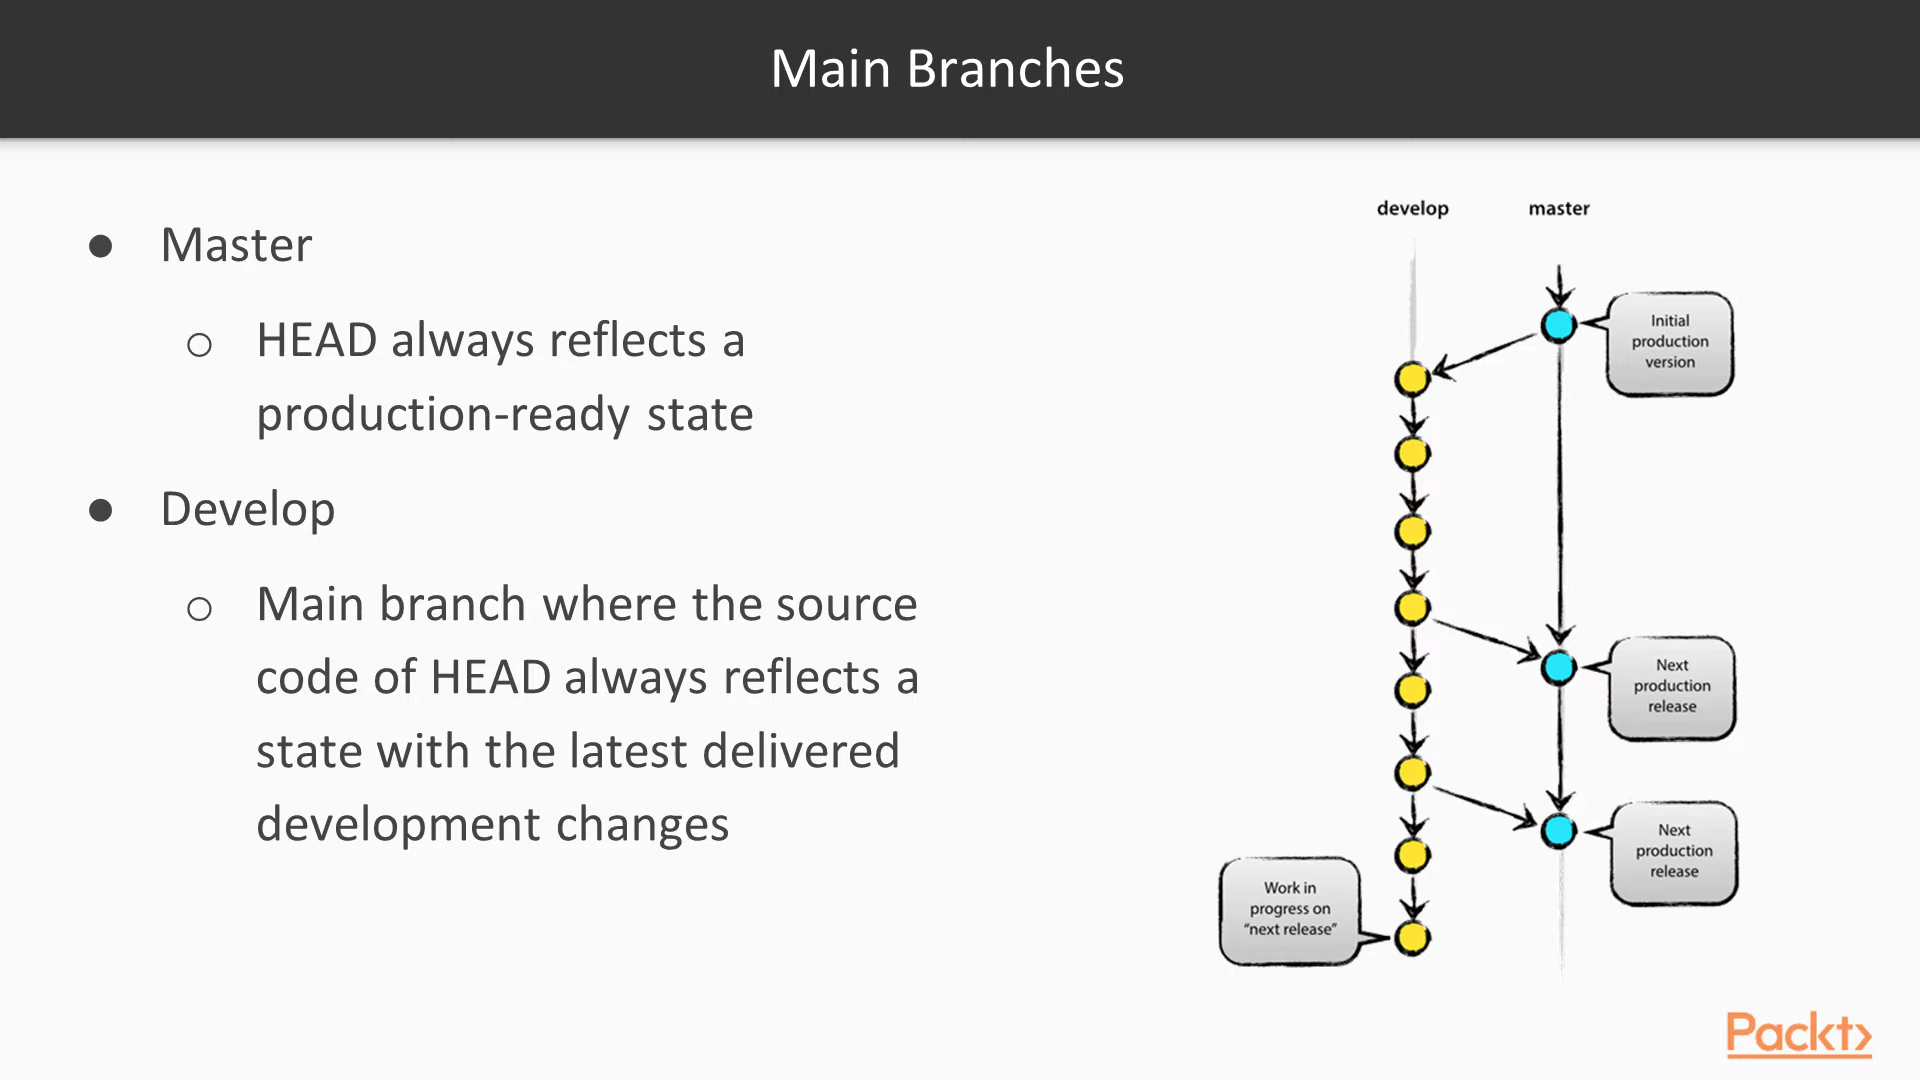 Main Branches
● Master
○ HEAD always reflects a
production-ready state
● Develop
○ Main branch where the source
code of HEAD always reflects a
state with the latest delivered
development changes
develop
master
Initial
production
version
Next
production
release
Next
production
release
Work in
progress on
“next release”
Packt>